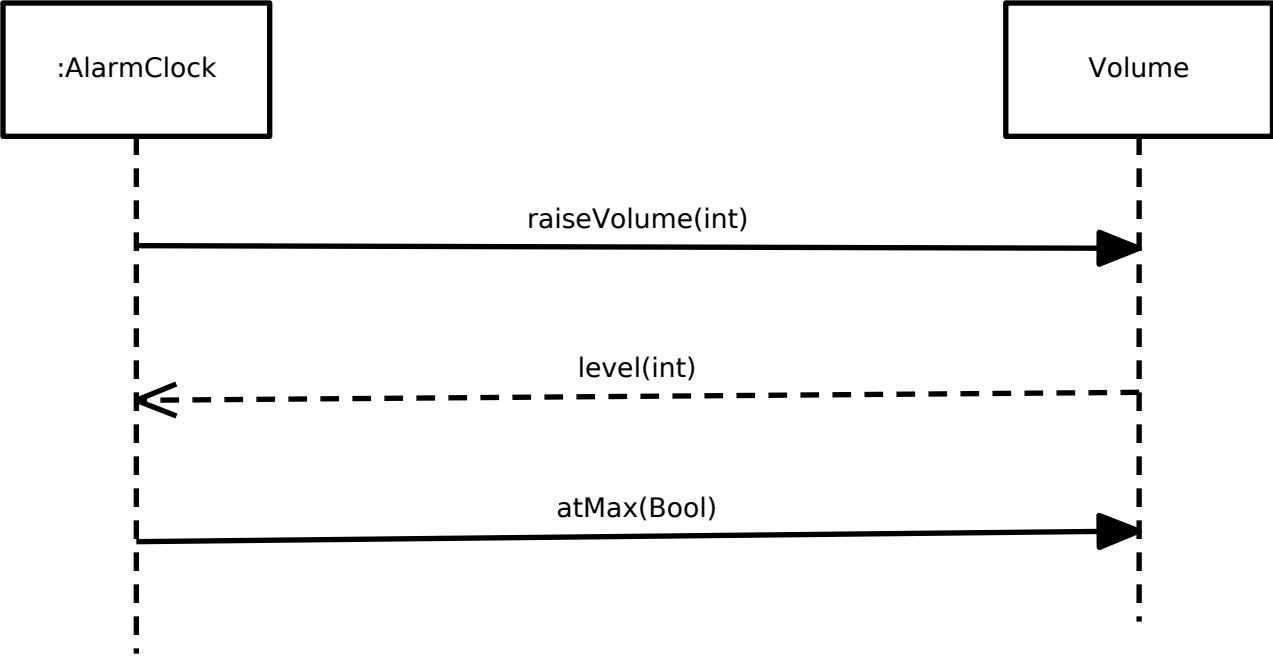 :AlarmClock
Volume
raiseVolume(int)
level(int)
atMax(Bool)